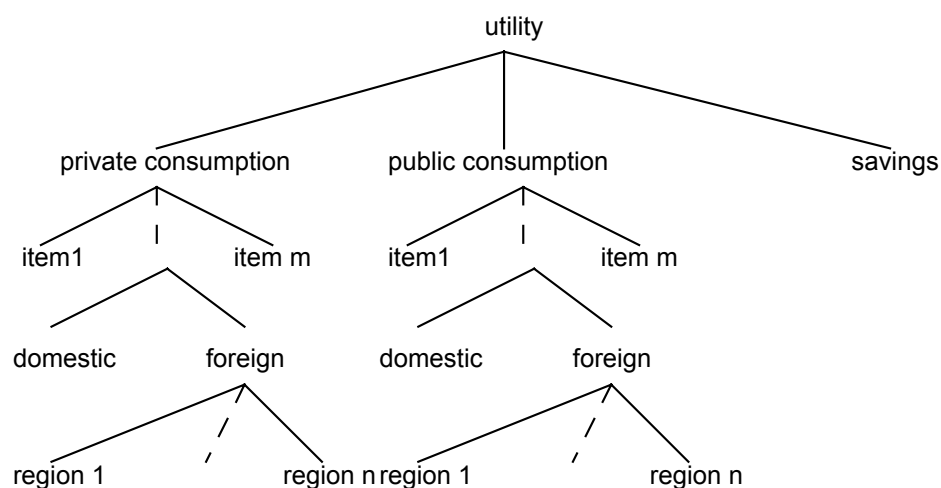 utility
private consumption public consumption savings
item1 item m item1 item m
domestic foreign domestic foreign
region 1 region n region 1 region n